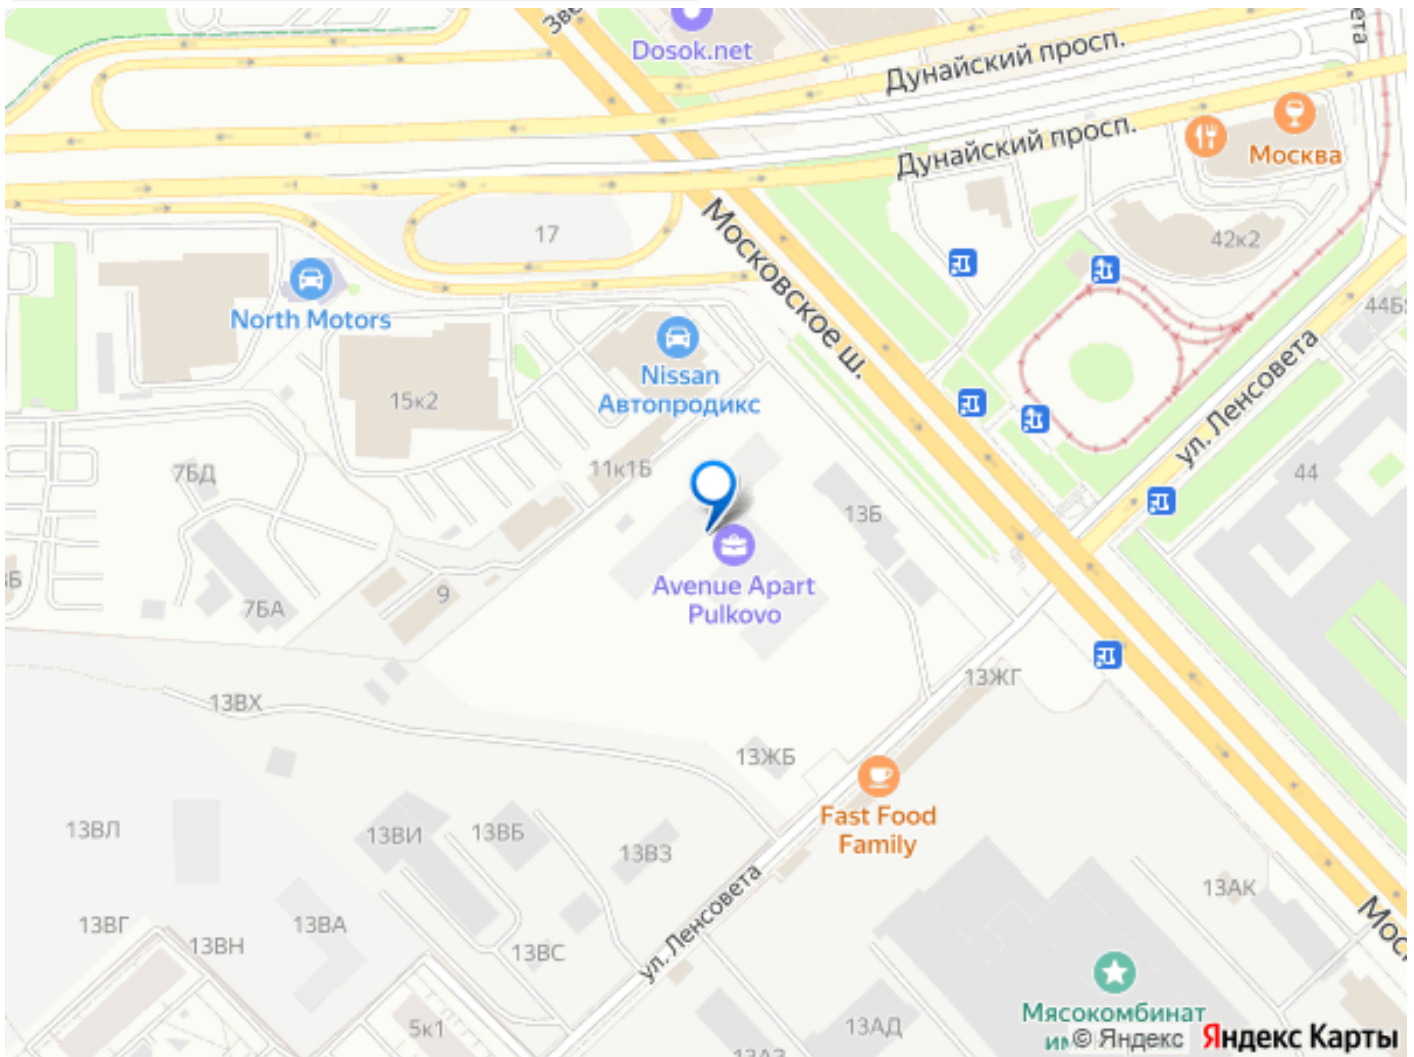 Dosok.net
Дунайский просп.
Дунайский просп.
Москва
17
42к2
Московское ш.
North Motors
Nissan
Автопродикс
15к2
ул. Ленсовета
44
11к1Б
7БД
13Б
Avenue Apart
Pulkovo
9
7БА
13ЖГ
13ВХ
13ЖБ
Fast Food
Family
13ВЛ
13ВИ
13ВБ
13ВЗ
ул. Ленсовета
13АК
13ВГ
13ВН
13ВА
13ВС
Мясокомбинат
5к1
13АД
© Яндекс
Яндекс Карты